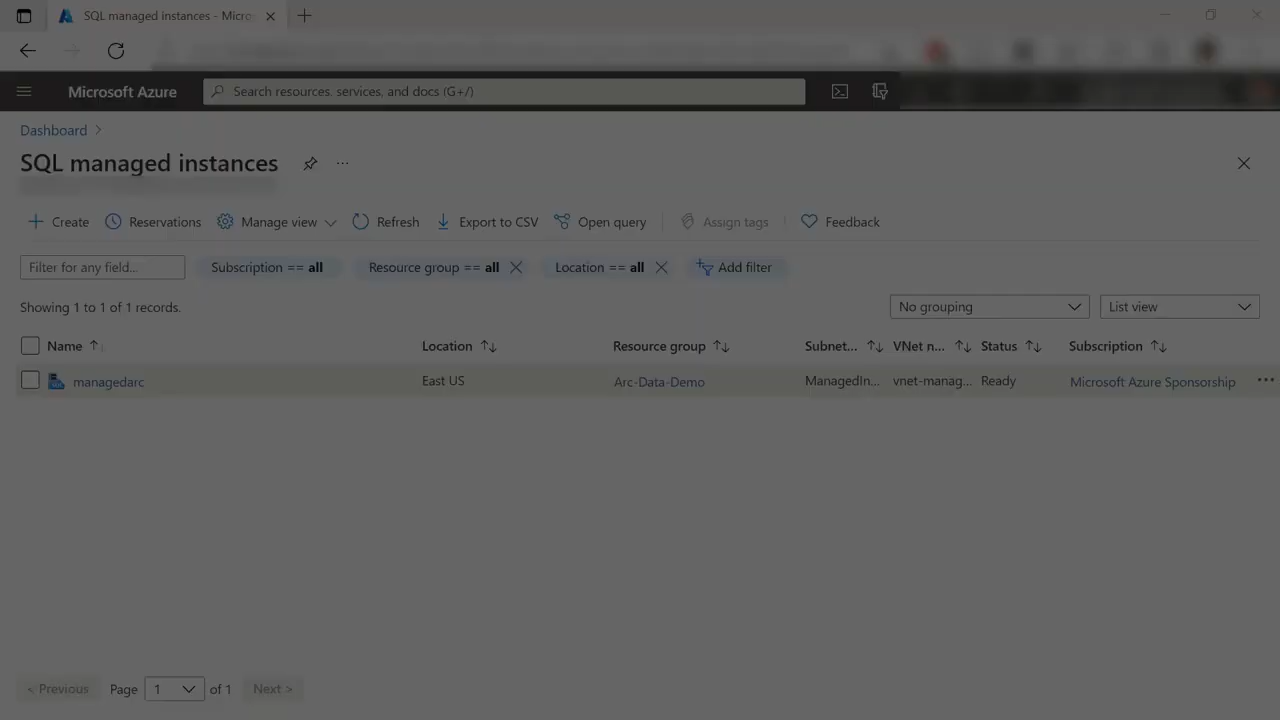 SQL managed instances - Micro
Microsoft Azure
Search resources, services, and docs (G+/)
Dashboard
SQL managed instances
Create Reservations Manage view Refresh Export to CSV Open query Assign tags Feedback
Filter for any field... Subscription == all Resource group == all Location == all Add filter
Showing 1 to 1 of 1 records.
No grouping List view
Name Location Resource group Subnet... VNet n... Status Subscription
managedarc East US Arc-Data-Demo ManagedIn... vnet-manag... Ready Microsoft Azure Sponsorship
< Previous Page 1 of 1 Next >